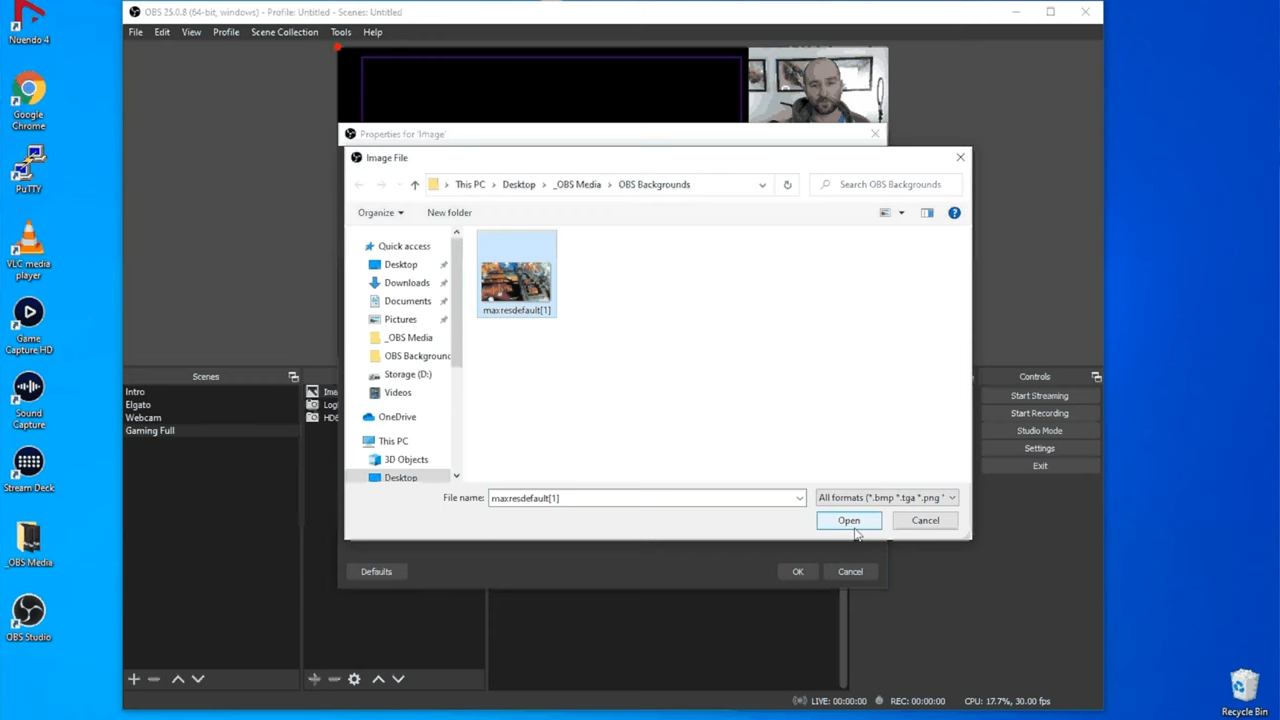 Nuendo 4
Google
Chrome
PuTTY
VLC media
player
Game
Capture HD
Sound
Capture
Stream Deck
_OBS Media
OBS Studio
OBS 25.0.8 (64-bit, windows) - Profile: Untitled - Scenes: Untitled
File Edit View Profile Scene Collection Tools Help
Properties for 'Image'
Image File
This PC > Desktop > _OBS Media > OBS Backgrounds
Search OBS Backgrounds
Organize New folder
Quick access
Desktop
Downloads
Documents
Pictures
_OBS Media
OBS Background
Storage (D:)
Videos
OneDrive
This PC
3D Objects
Desktop
maxresdefault[1]
File name: maxresdefault[1]
All formats (*.bmp *.tga *.png *
Open Cancel
Defaults
OK Cancel
Scenes
Intro
Elgato
Webcam
Gaming Full
Ima
Logi
HD6
Controls
Start Streaming
Start Recording
Studio Mode
Settings
Exit
LIVE: 00:00:00 REC: 00:00:00 CPU: 17.7%, 30.00 fps
Recycle Bin